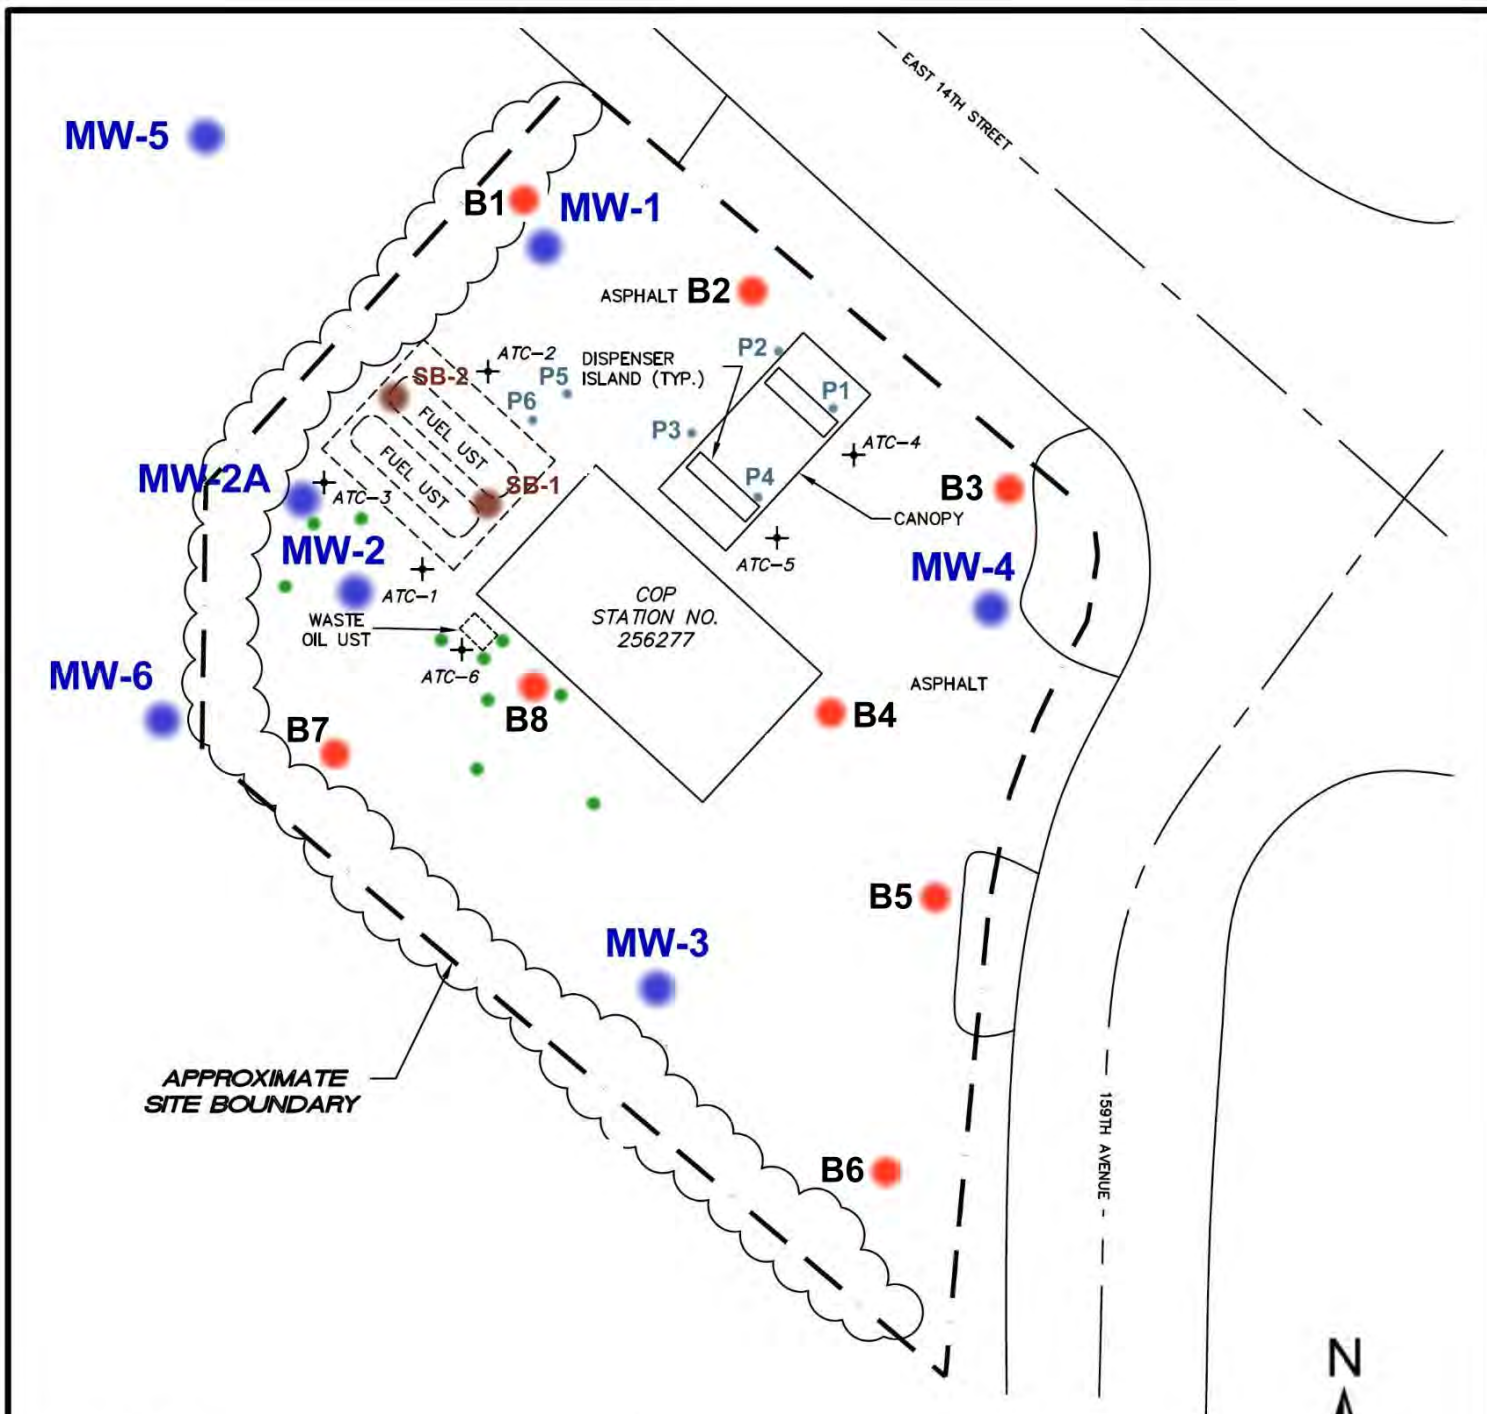 EAST 14TH STREET
MW-5
B1
MW-1
ASPHALT
B2
ATC-2
DISPENSER
ISLAND (TYP.)
P2
SB-2
P5
P6
P1
FUEL UST
FUEL UST
P3
ATC-4
MW-2A
ATC-3
SB-1
P4
B3
CANOPY
MW-2
ATC-5
MW-4
ATC-1
COP
STATION NO.
256277
WASTE
OIL UST
ATC-6
MW-6
ASPHALT
B7
B8
B4
B5
MW-3
APPROXIMATE
SITE BOUNDARY
159TH AVENUE -
B6
N